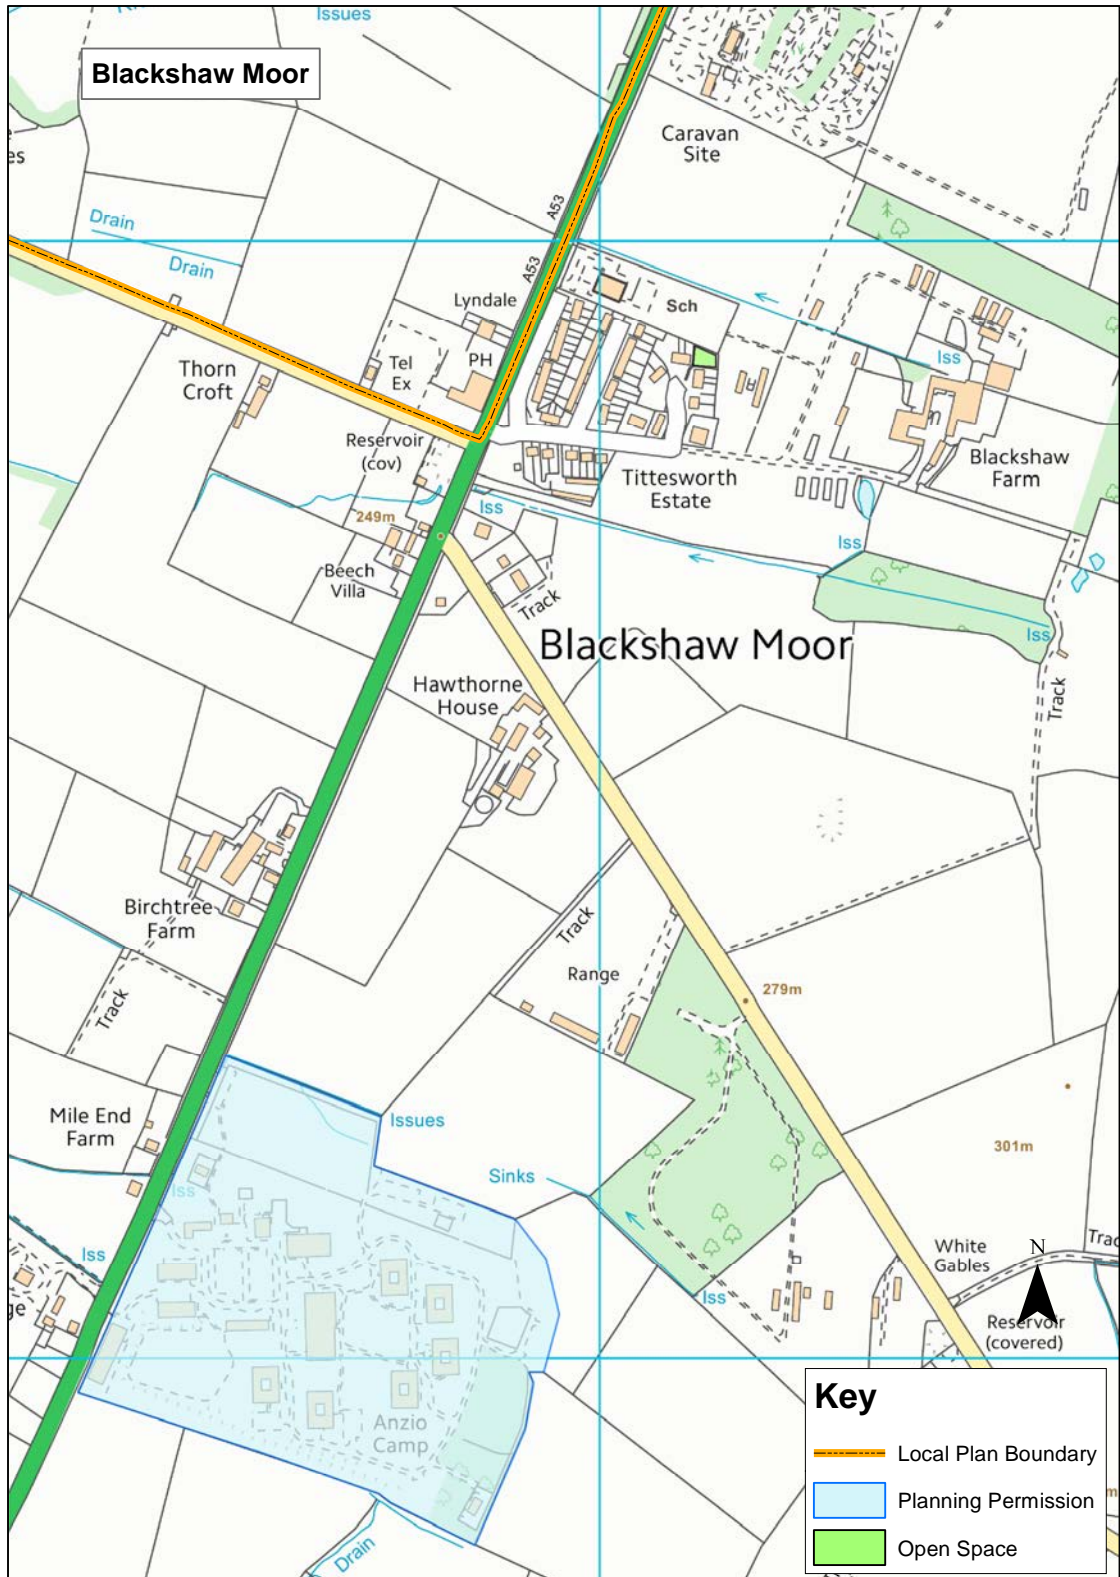 Issues
Blackshaw Moor
Caravan
Site
A53
Drain
Drain
A53
Lyndale
Sch
PH
Tel
Ex
Iss
Thorn
Croft
Reservoir
(cov)
Tittesworth
Estate
Blackshaw
Farm
249m
Iss
Iss
Beech
Villa
Track
Iss
Blackshaw Moor
Hawthorne
House
Track
Birchtree
Farm
Track
Range
279m
Track
Mile End
Farm
Issues
301m
Sinks
Iss
Iss
White
Gables
N
Iss
Reservoir
(covered)
Anzio
Camp
Drain
Key
Local Plan Boundary
Planning Permission
Open Space